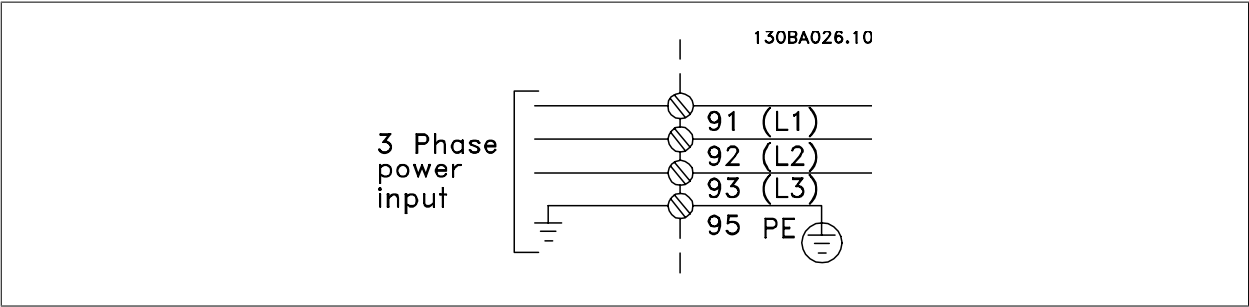 130BA026.10
3 Phase
power
input
91 (L1)
92 (L2)
93 (L3)
95 PE